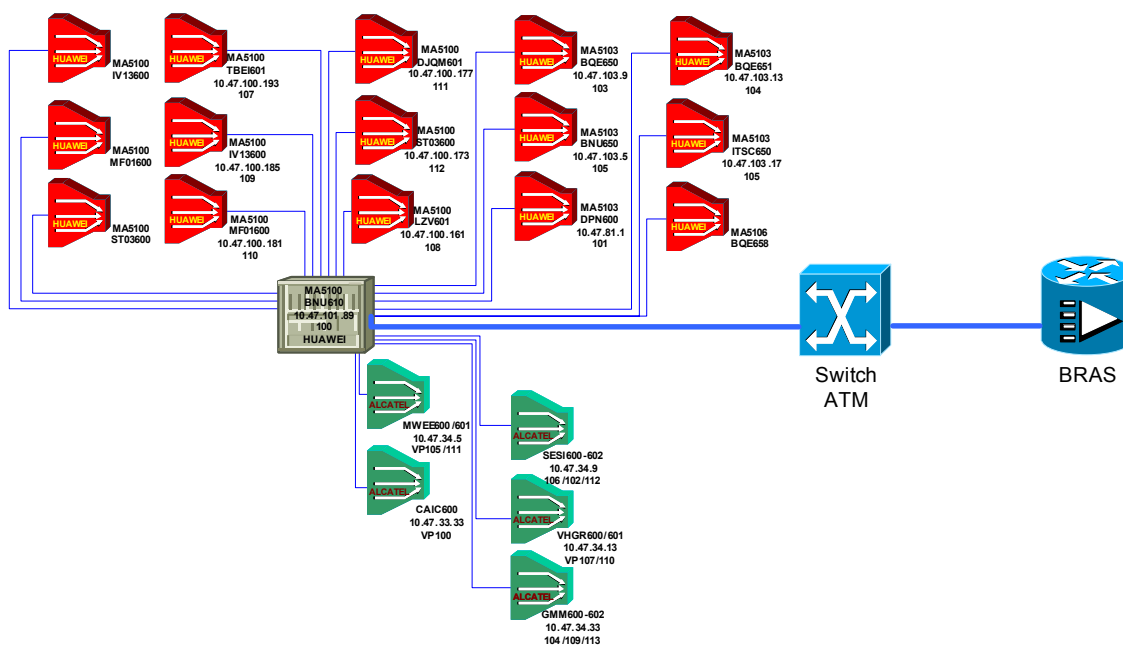 HUAWEI
MA5100
IV13600
HUAWEI
MA5100
TBEI601
10.47.100.193
107
HUAWEI
MA5100
DJQM601
10.47.100.177
111
HUAWEI
MA5103
BQE650
10.47.103.9
103
HUAWEI
MA5103
BQE651
10.47.103.13
104
HUAWEI
MA5100
MF01600
HUAWEI
MA5100
IV13600
10.47.100.185
109
HUAWEI
MA5100
ST03600
10.47.100.173
112
HUAWEI
MA5103
BNU650
10.47.103.5
105
HUAWEI
MA5103
ITSC650
10.47.103.17
105
HUAWEI
MA5100
ST03600
HUAWEI
MA5100
MF01600
10.47.100.181
110
HUAWEI
MA5100
LZV601
10.47.100.161
108
HUAWEI
MA5103
DPN600
10.47.81.1
101
HUAWEI
MA5106
BQE658
MA5100
BNU610
10.47.101.89
100
HUAWEI
Switch
ATM
BRAS
ALCATEL
MWEE600/601
10.47.34.5
VP105/111
ALCATEL
SESI600-602
10.47.34.9
106/102/112
ALCATEL
CAIC600
10.47.33.33
VP100
ALCATEL
VHGR600/601
10.47.34.13
VP107/110
ALCATEL
GMM600-602
10.47.34.33
104/109/113